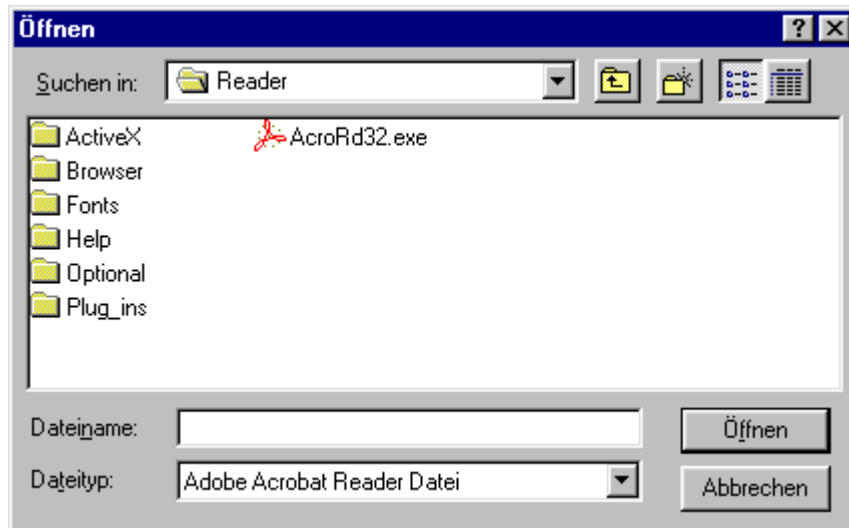 Öffnen
Suchen in: Reader
ActiveX AcroRd32.exe
Browser
Fonts
Help
Optional
Plug_ins
Dateiname: Öffnen
Dateityp: Adobe Acrobat Reader Datei Abbrechen